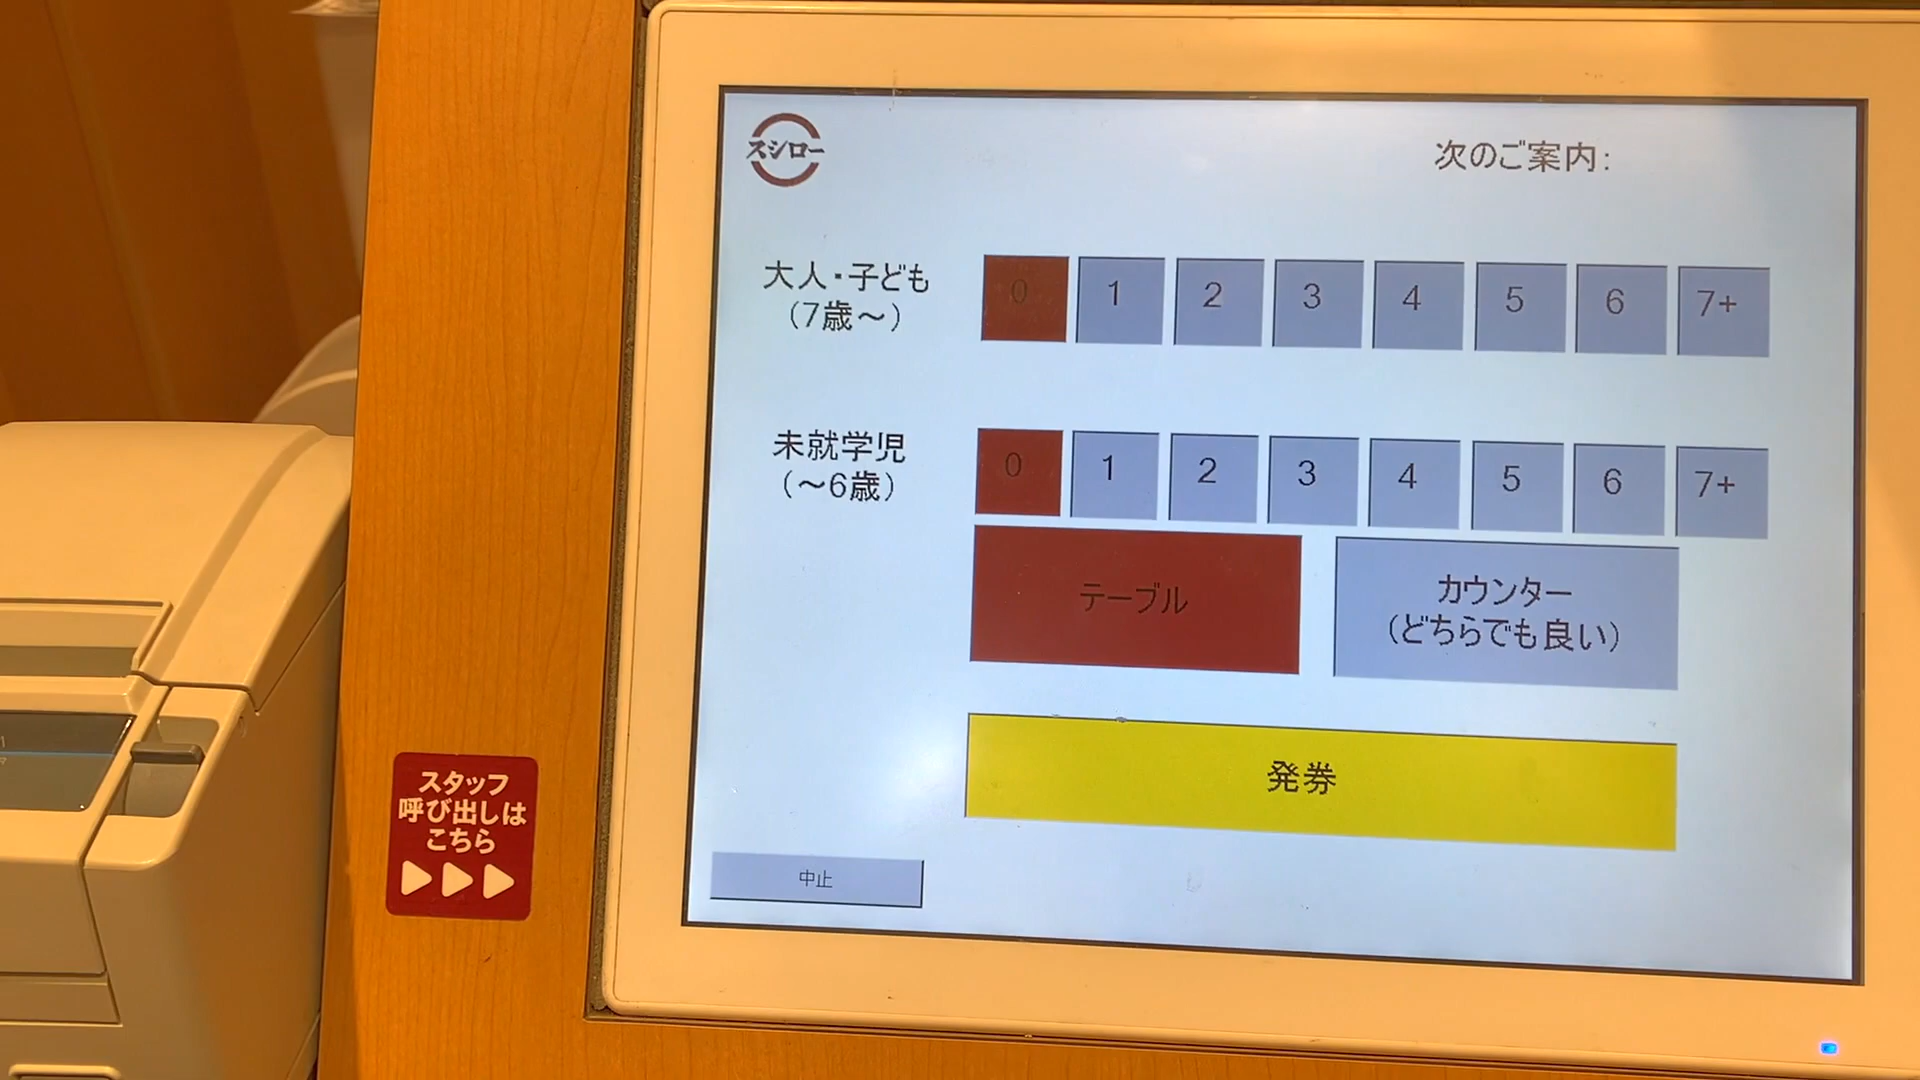 スシロー
次のご案内:
大人・子ども
(7歳～)
0 1 2 3 4 5 6 7+
未就学児
(～6歳)
0 1 2 3 4 5 6 7+
テーブル
カウンター
(どちらでも良い)
発券
中止
スタッフ
呼び出しは
こちら